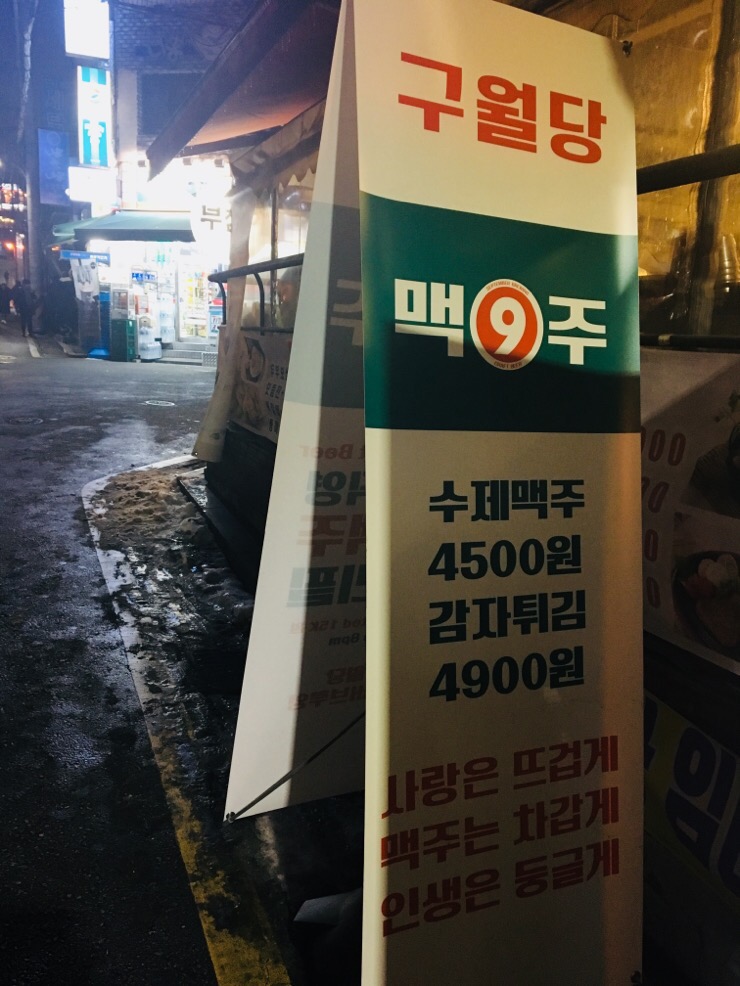 구월당
맥9주
수제맥주
4500원
감자튀김
4900원
사랑은 뜨겁게
맥주는 차갑게
인생은 둥글게